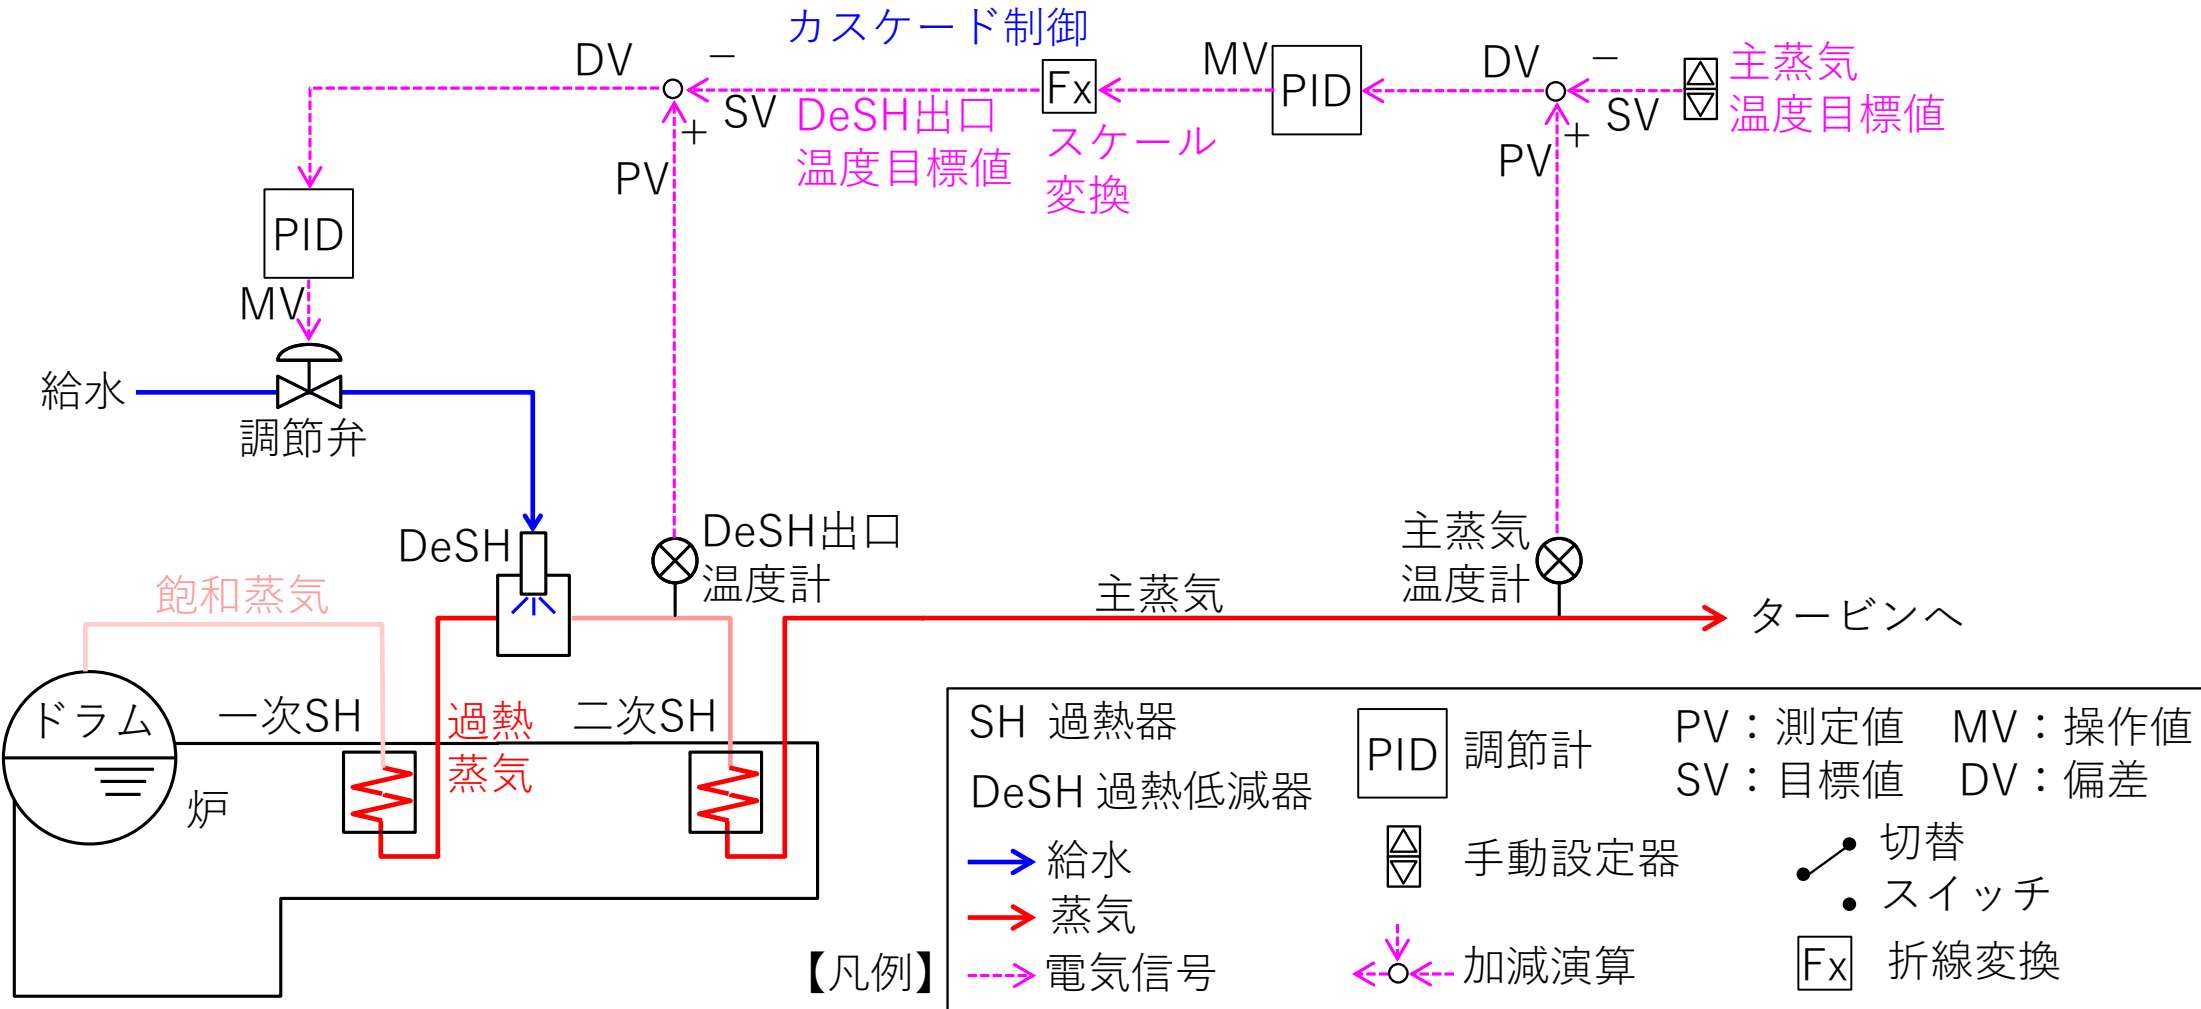 カスケード制御
DV
−
SV
+
PV
DeSH出口
温度目標値
MV
Fx
スケール
変換
PID
DV
−
SV
+
PV
主蒸気
温度目標値
PID
MV
給水
調節弁
DeSH
DeSH出口
温度計
主蒸気
温度計
飽和蒸気
主蒸気
タービンへ
ドラム
一次SH
過熱
蒸気
二次SH
炉
【凡例】
SH 過熱器
DeSH 過熱低減器
給水
蒸気
電気信号
PID 調節計
手動設定器
加減演算
PV：測定値 MV：操作値
SV：目標値 DV：偏差
切替
スイッチ
Fx 折線変換